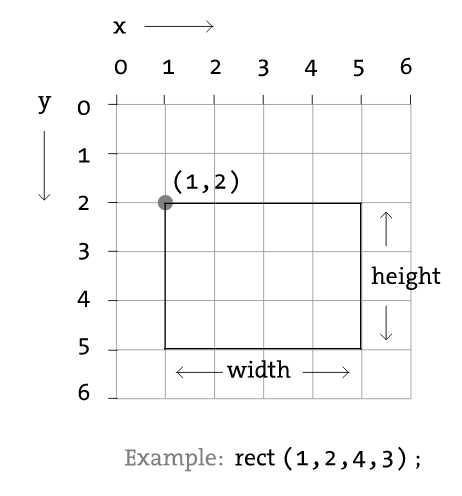 x
0 1 2 3 4 5 6
y
0
1
(1,2)
2
3
height
4
5
width
6
Example: rect (1,2,4,3) ;